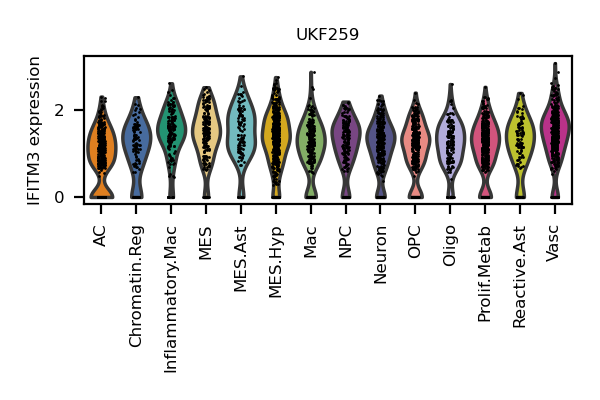 UKF259
IFITM3 expression
2
0
AC
Chromatin.Reg
Inflammatory.Mac
MES
MES.Ast
MES.Hyp
Mac
NPC
Neuron
OPC
Oligo
Prolif.Metab
Reactive.Ast
Vasc